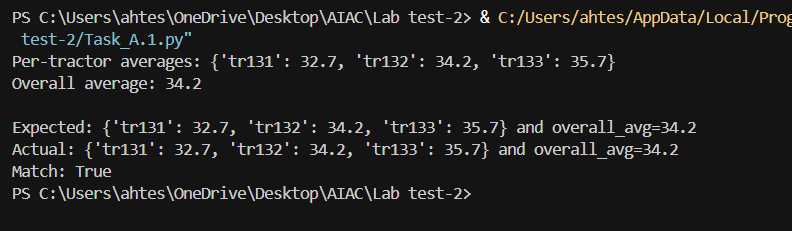 PS C:\Users\ahtes\OneDrive\Desktop\AIAC\Lab test-2> & C:/Users/ahtes/AppData/Local/Prog
test-2/Task_A.1.py"
Per-tractor averages: {'tr131': 32.7, 'tr132': 34.2, 'tr133': 35.7}
Overall average: 34.2
Expected: {'tr131': 32.7, 'tr132': 34.2, 'tr133': 35.7} and overall_avg=34.2
Actual: {'tr131': 32.7, 'tr132': 34.2, 'tr133': 35.7} and overall_avg=34.2
Match: True
PS C:\Users\ahtes\OneDrive\Desktop\AIAC\Lab test-2>